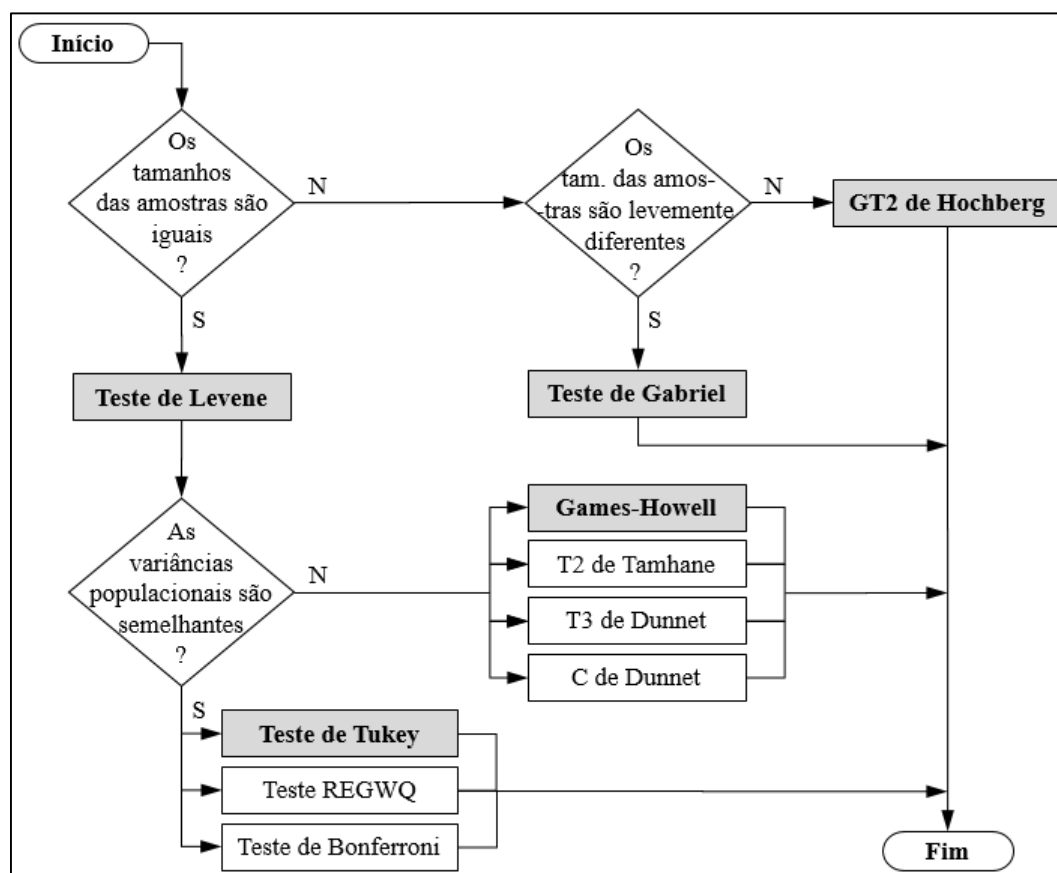 Início
Os
tamanhos
das amostras são
iguais
?
N
Os
tam. das amos-
-tras são levemente
diferentes
?
N
GT2 de Hochberg
S
S
Teste de Levene
Teste de Gabriel
As
variâncias
populacionais são
semelhantes
?
N
Games-Howell
T2 de Tamhane
T3 de Dunnet
C de Dunnet
S
Teste de Tukey
Teste REGWQ
Teste de Bonferroni
Fim